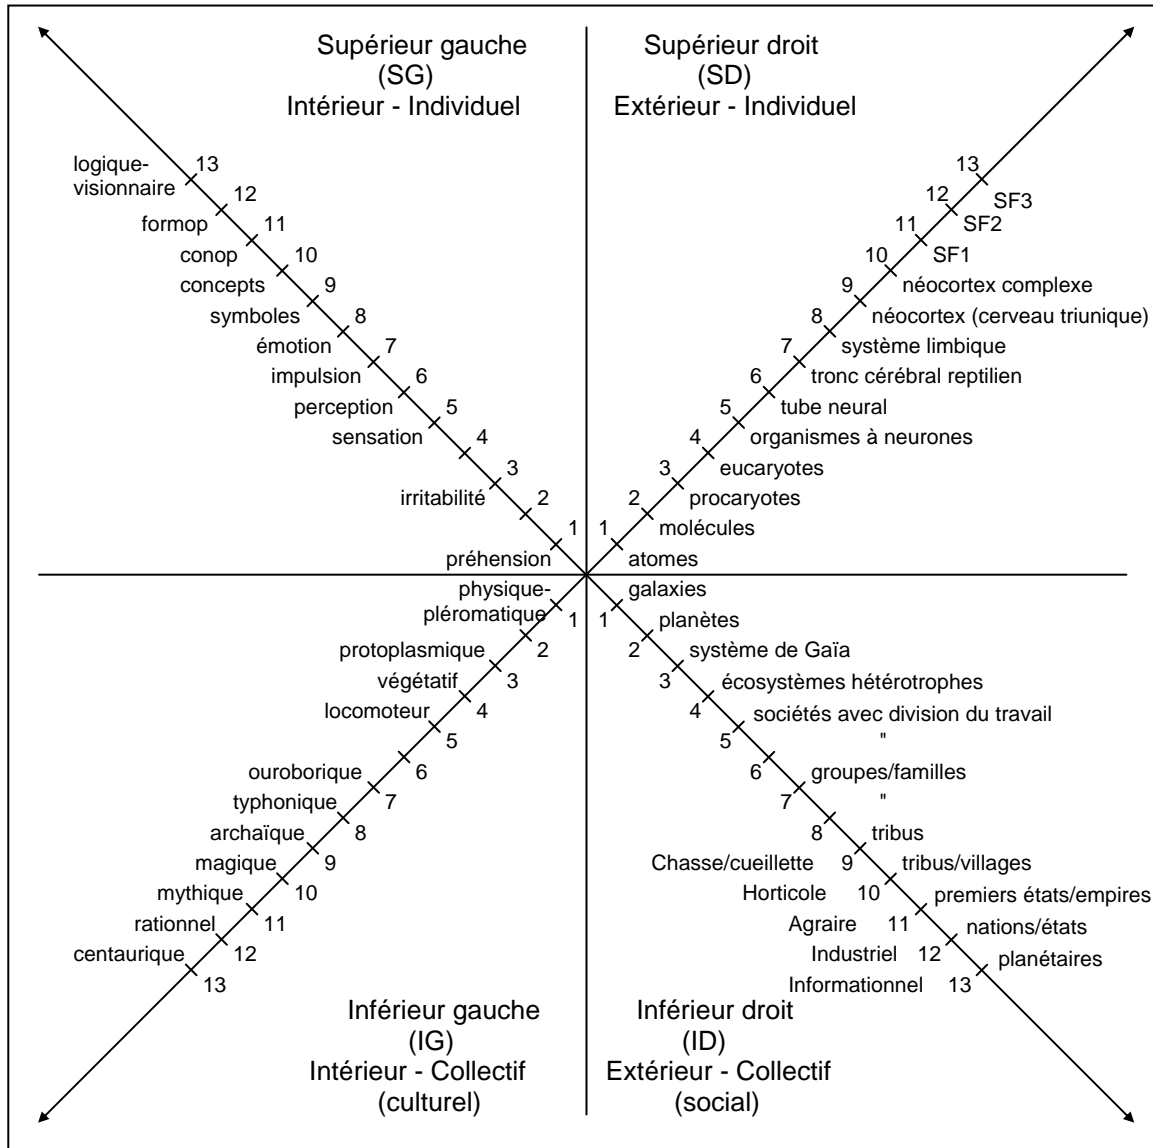 Supérieur gauche
(SG)
Intérieur - Individuel
Supérieur droit
(SD)
Extérieur - Individuel
logique-
visionnaire
13
12
formop
11
conop
10
concepts
9
symboles
8
émotion
7
impulsion
6
perception
5
sensation
4
3
irritabilité
2
1
préhension
13
SF3
12
SF2
11
SF1
10
néocortex complexe
9
néocortex (cerveau triunique)
8
système limbique
7
tronc cérébral reptilien
6
tube neural
5
organismes à neurones
4
eucaryotes
3
procaryotes
2
molécules
1
atomes
physique-
pléromatique
1
2
protoplasmique
3
végétatif
4
locomoteur
5
6
ouroborique
7
typhonique
8
archaïque
9
magique
10
mythique
11
rationnel
12
centaurique
13
galaxies
1
planètes
2
système de Gaïa
3
écosystèmes hétérotrophes
4
sociétés avec division du travail
5
"
6
groupes/familles
7
"
8
tribus
Chasse/cueillette 9 tribus/villages
Horticole 10 premiers états/empires
Agraire 11 nations/états
Industriel 12 planétaires
Informationnel 13
Inférieur gauche
(IG)
Intérieur - Collectif
(culturel)
Inférieur droit
(ID)
Extérieur - Collectif
(social)